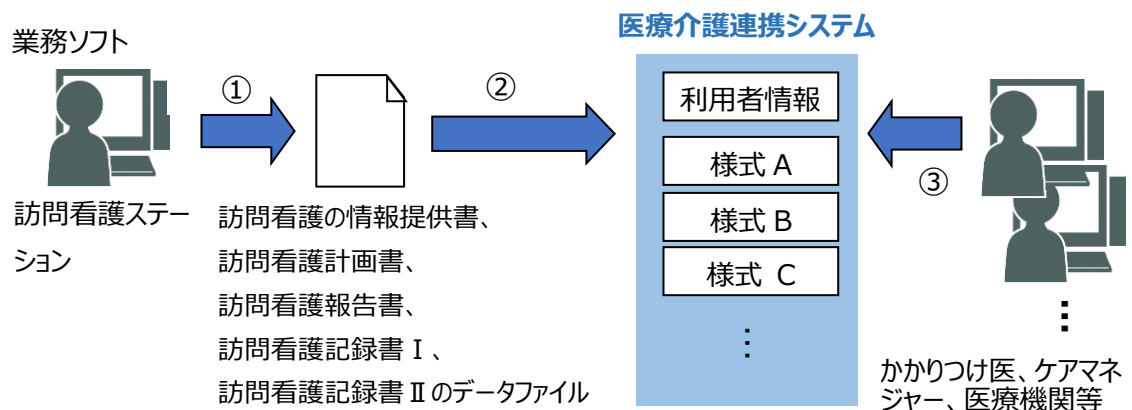 医療介護連携システム
業務ソフト
①
②
利用者情報
様式 A
様式 B
様式 C
⋮
③
訪問看護ステー
ション
訪問看護の情報提供書、
訪問看護計画書、
訪問看護報告書、
訪問看護記録書Ⅰ、
訪問看護記録書Ⅱのデータファイル
⋮
かかりつけ医、ケアマネ
ジャー、医療機関等